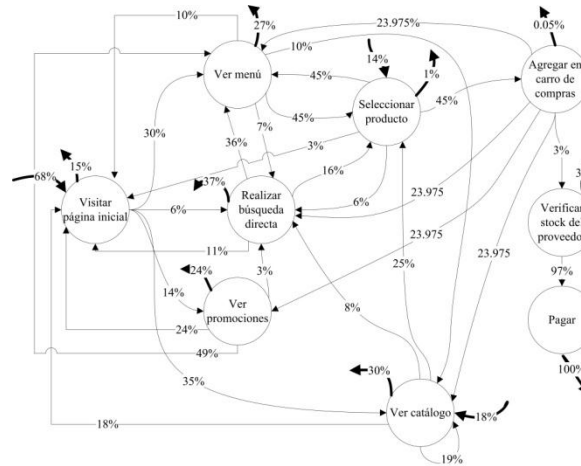 10%
27%
10%
23.975%
0.05%
Ver menú
14%
1%
Agregar en
carro de
compras
45%
Seleccionar
producto
45%
30%
45%
7%
36%
3%
3%
15%
68%
37%
16%
Visitar
página inicial
6%
Realizar
búsqueda
directa
6%
23.975
Verificar
stock del
proveedo
11%
23.975
23.975
24%
3%
25%
97%
14%
Ver
promociones
8%
Pagar
24%
49%
35%
30%
100%
Ver catálogo
18%
18%
19%